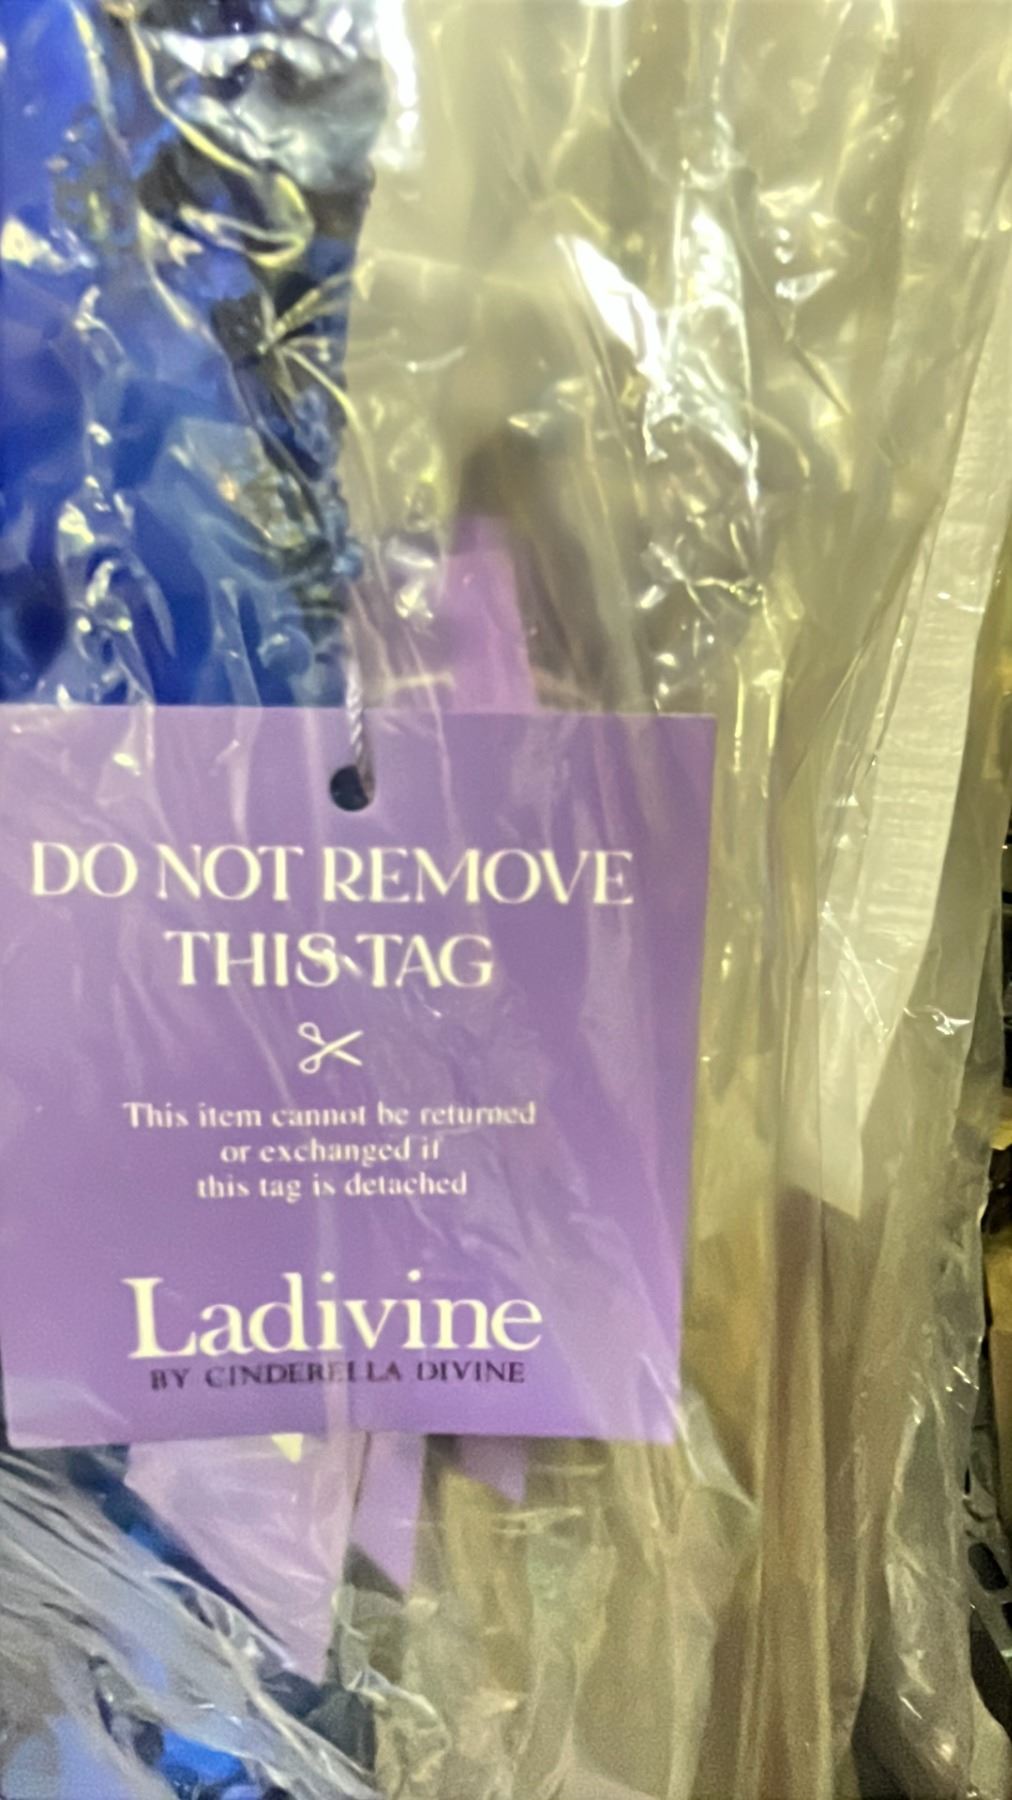 DO NOT REMOVE
THIS TAG
This item cannot be returned
or exchanged if
this tag is detached
Ladivine
BY CINDERELLA DIVINE